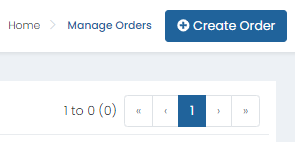 Home > Manage Orders Create Order
1 to 0 (0) « ‹ 1 › »